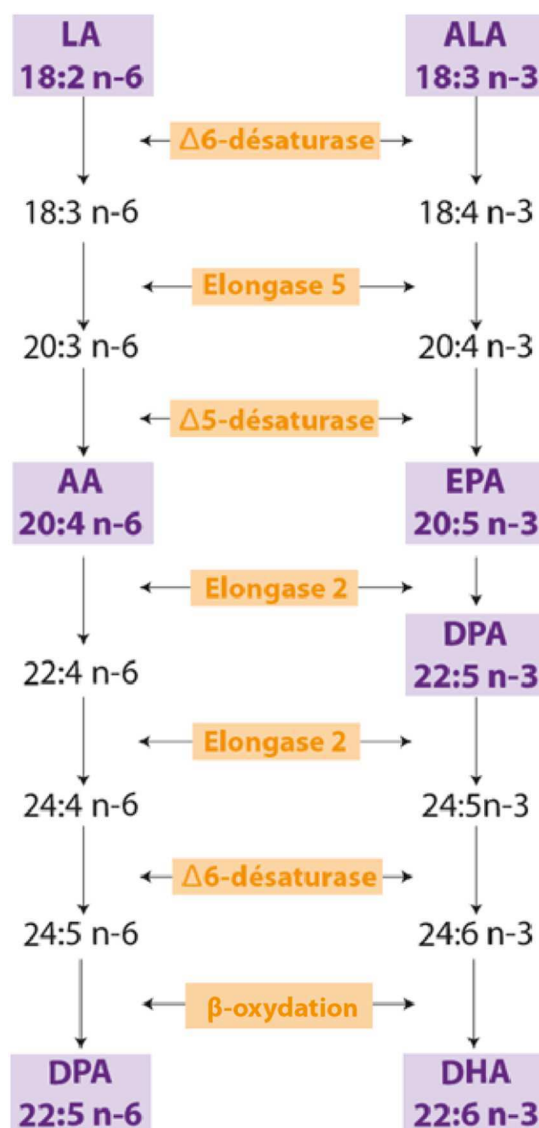 LA ALA
18:2 n-6 18:3 n-3
Δ6-désaturase
18:3 n-6 18:4 n-3
Elongase 5
20:3 n-6 20:4 n-3
Δ5-désaturase
AA EPA
20:4 n-6 20:5 n-3
Elongase 2
DPA
22:4 n-6 22:5 n-3
Elongase 2
24:4 n-6 24:5n-3
Δ6-désaturase
24:5 n-6 24:6 n-3
β-oxydation
DPA DHA
22:5 n-6 22:6 n-3